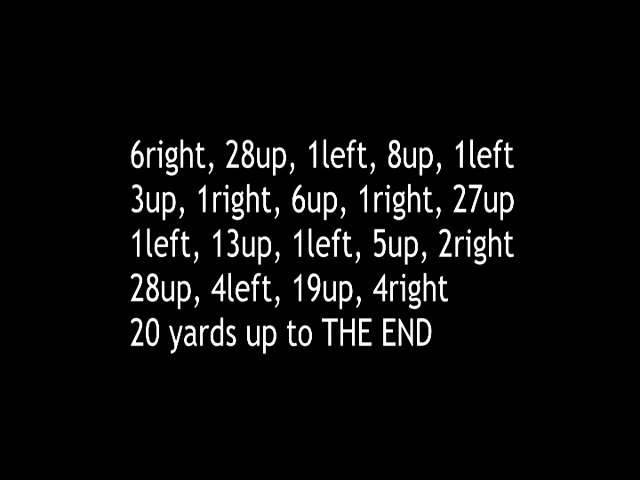 6right, 28up, 1left, 8up, 1left
3up, 1right, 6up, 1right, 27up
1left, 13up, 1left, 5up, 2right
28up, 4left, 19up, 4right
20 yards up to THE END